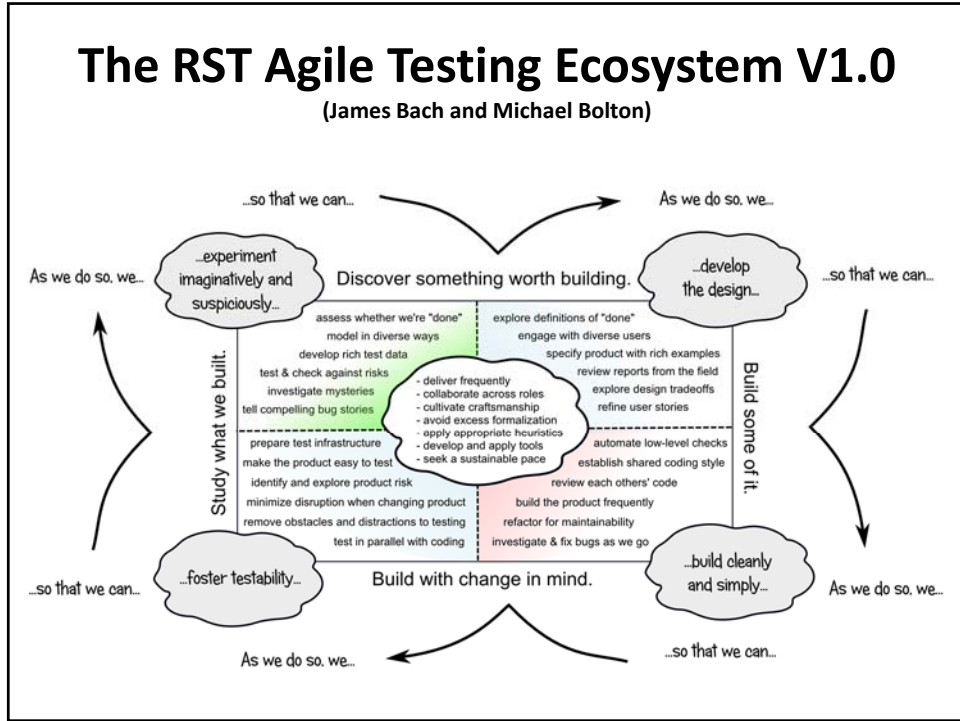 The RST Agile Testing Ecosystem V1.0
(James Bach and Michael Bolton)
...so that we can...
As we do so, we...
As we do so, we...
...experiment
imaginatively and
suspiciously...
Discover something worth building.
...develop
the design...
...so that we can...
assess whether we're "done"
model in diverse ways
develop rich test data
test & check against risks
investigate mysteries
tell compelling bug stories
explore definitions of "done"
engage with diverse users
specify product with rich examples
review reports from the field
explore design tradeoffs
refine user stories
Study what we built.
- deliver frequently
- collaborate across roles
- cultivate craftsmanship
- avoid excess formalization
- apply appropriate heuristics
- develop and apply tools
- seek a sustainable pace
Build some of it.
prepare test infrastructure
make the product easy to test
identify and explore product risk
minimize disruption when changing product
remove obstacles and distractions to testing
test in parallel with coding
automate low-level checks
establish shared coding style
review each others' code
build the product frequently
refactor for maintainability
investigate & fix bugs as we go
...so that we can...
...foster testability...
Build with change in mind.
...build cleanly
and simply...
As we do so, we...
As we do so, we...
...so that we can...